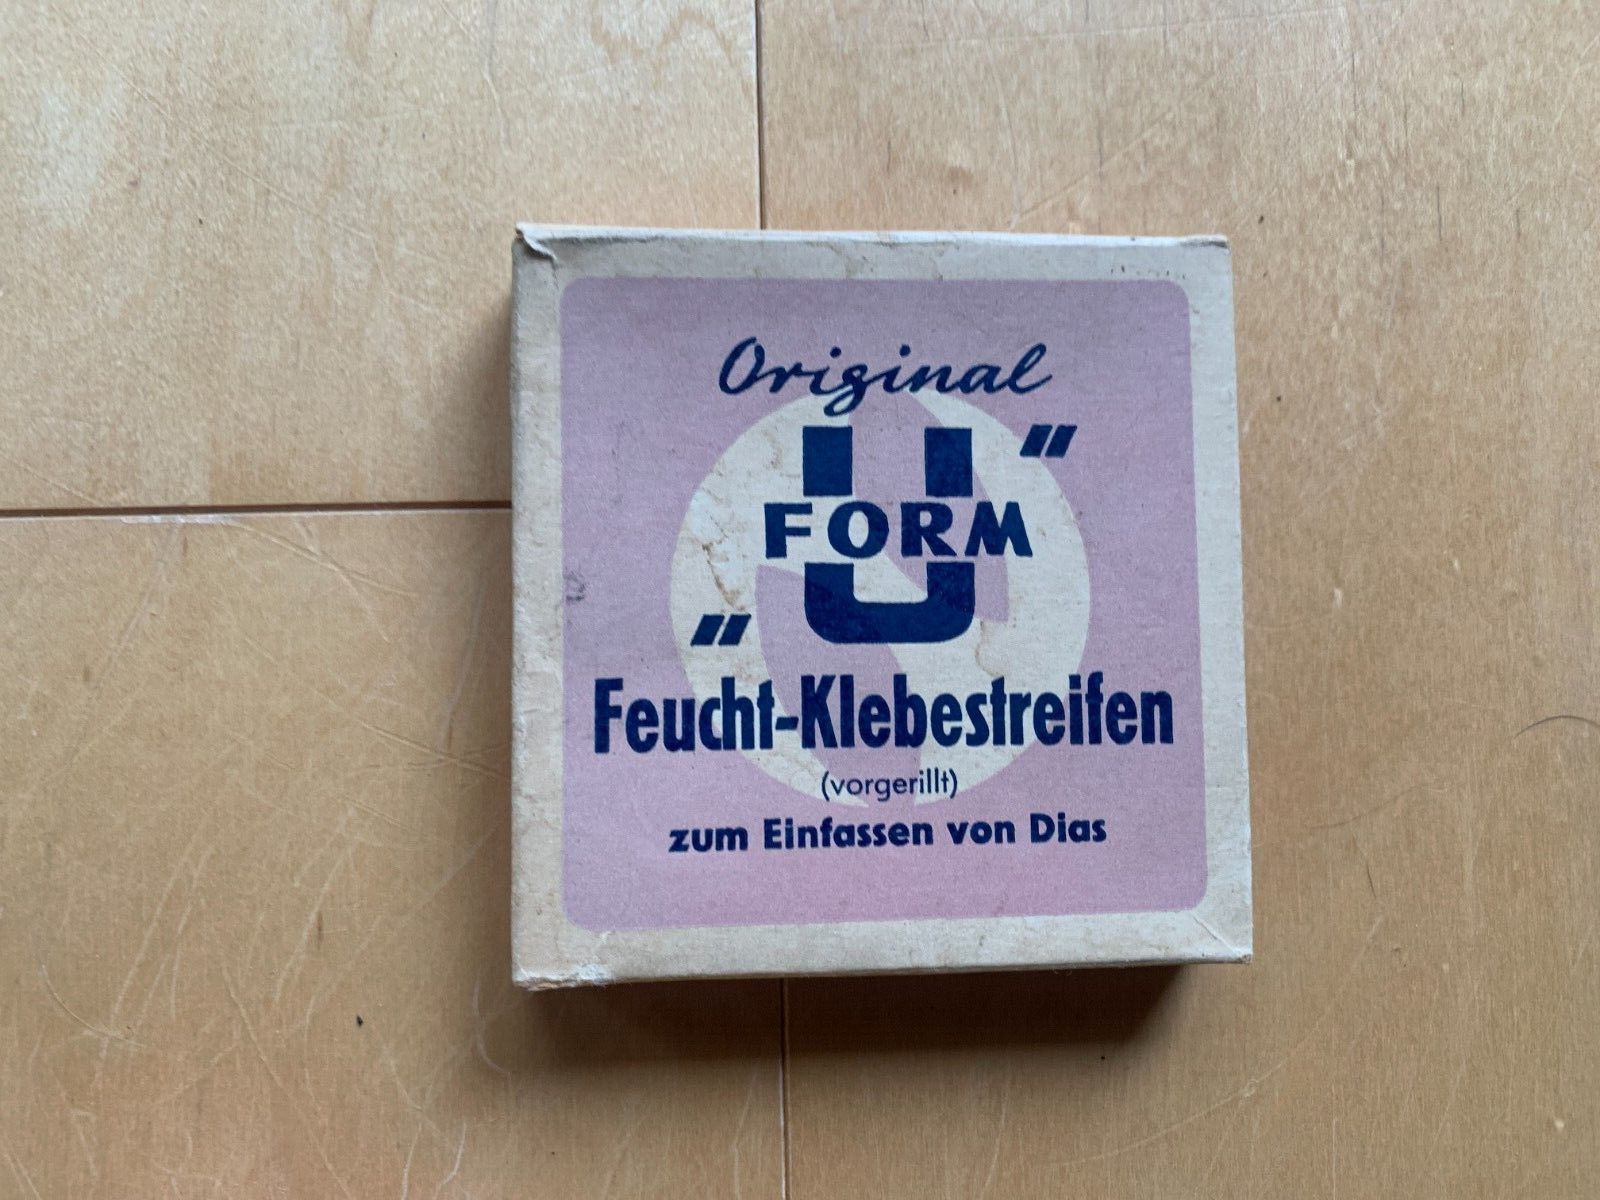 Original
„U"
FORM
Feucht-Klebestreifen
(vorgerillt)
zum Einfassen von Dias